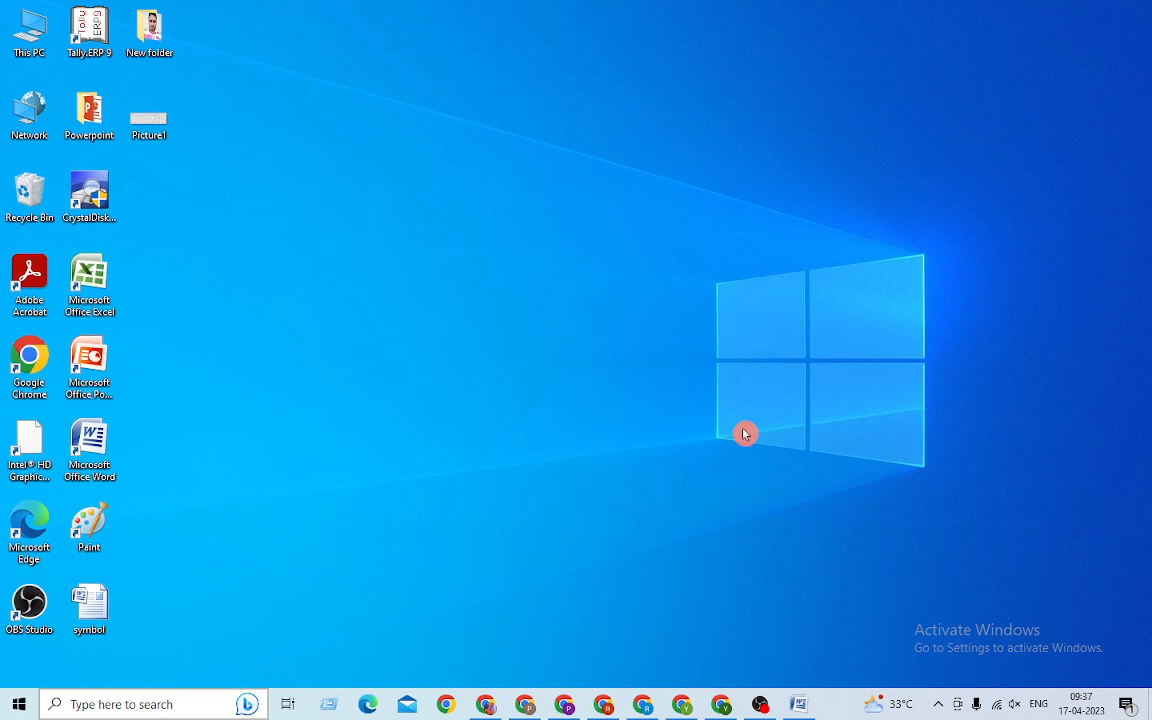 This PC
Tally.ERP 9
New folder
Network
Powerpoint
Picture1
Recycle Bin
CrystalDisk...
Adobe
Acrobat
Microsoft
Office Excel
Google
Chrome
Microsoft
Office Po...
Intel® HD
Graphic...
Microsoft
Office Word
Microsoft
Edge
Paint
OBS Studio
symbol
Activate Windows
Go to Settings to activate Windows.
Type here to search
33°C
ENG
09:37
17-04-2023